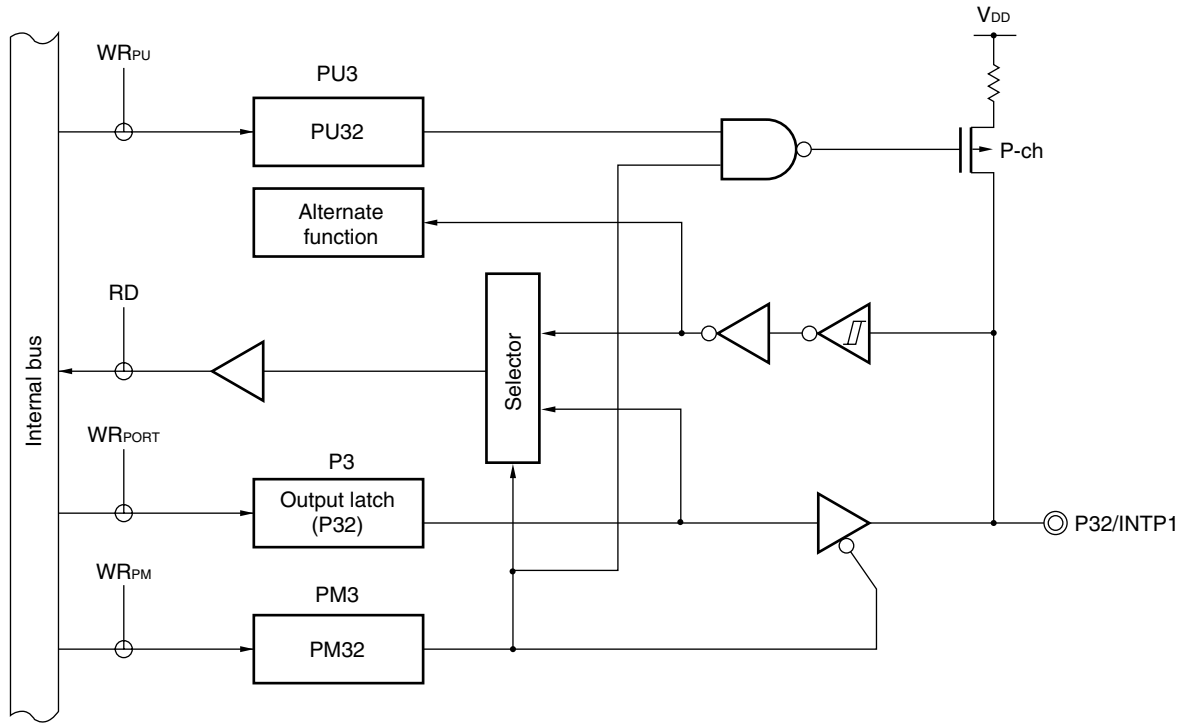 VDD
WRPU
PU3
PU32
P-ch
Alternate
function
RD
Selector
Internal bus
WRPORT
P3
Output latch
(P32)
P32/INTP1
WRPM
PM3
PM32